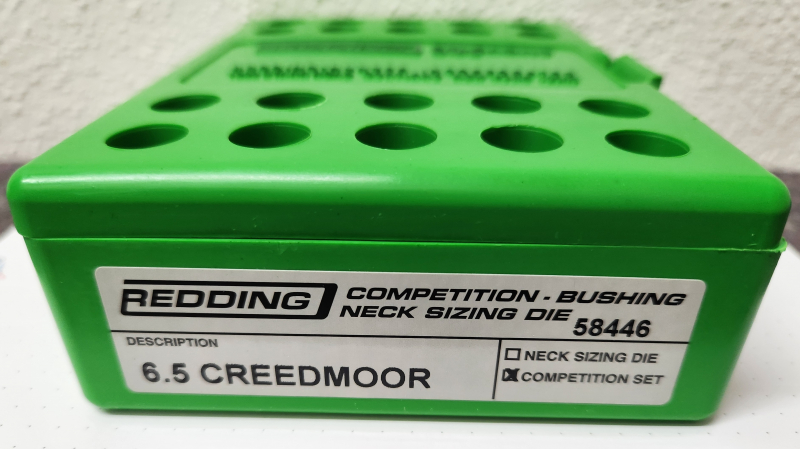 REDDING
COMPETITION - BUSHING
NECK SIZING DIE 58446
DESCRIPTION
6.5 CREEDMOOR
NECK SIZING DIE
COMPETITION SET